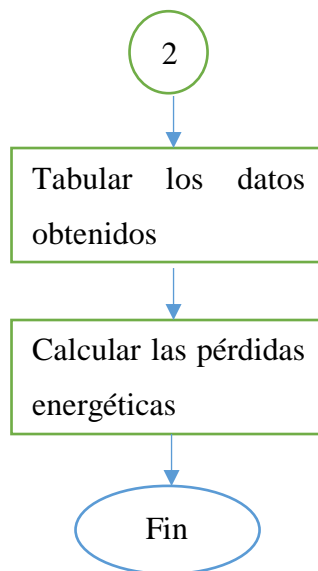 2
Tabular los datos
obtenidos
Calcular las pérdidas
energéticas
Fin